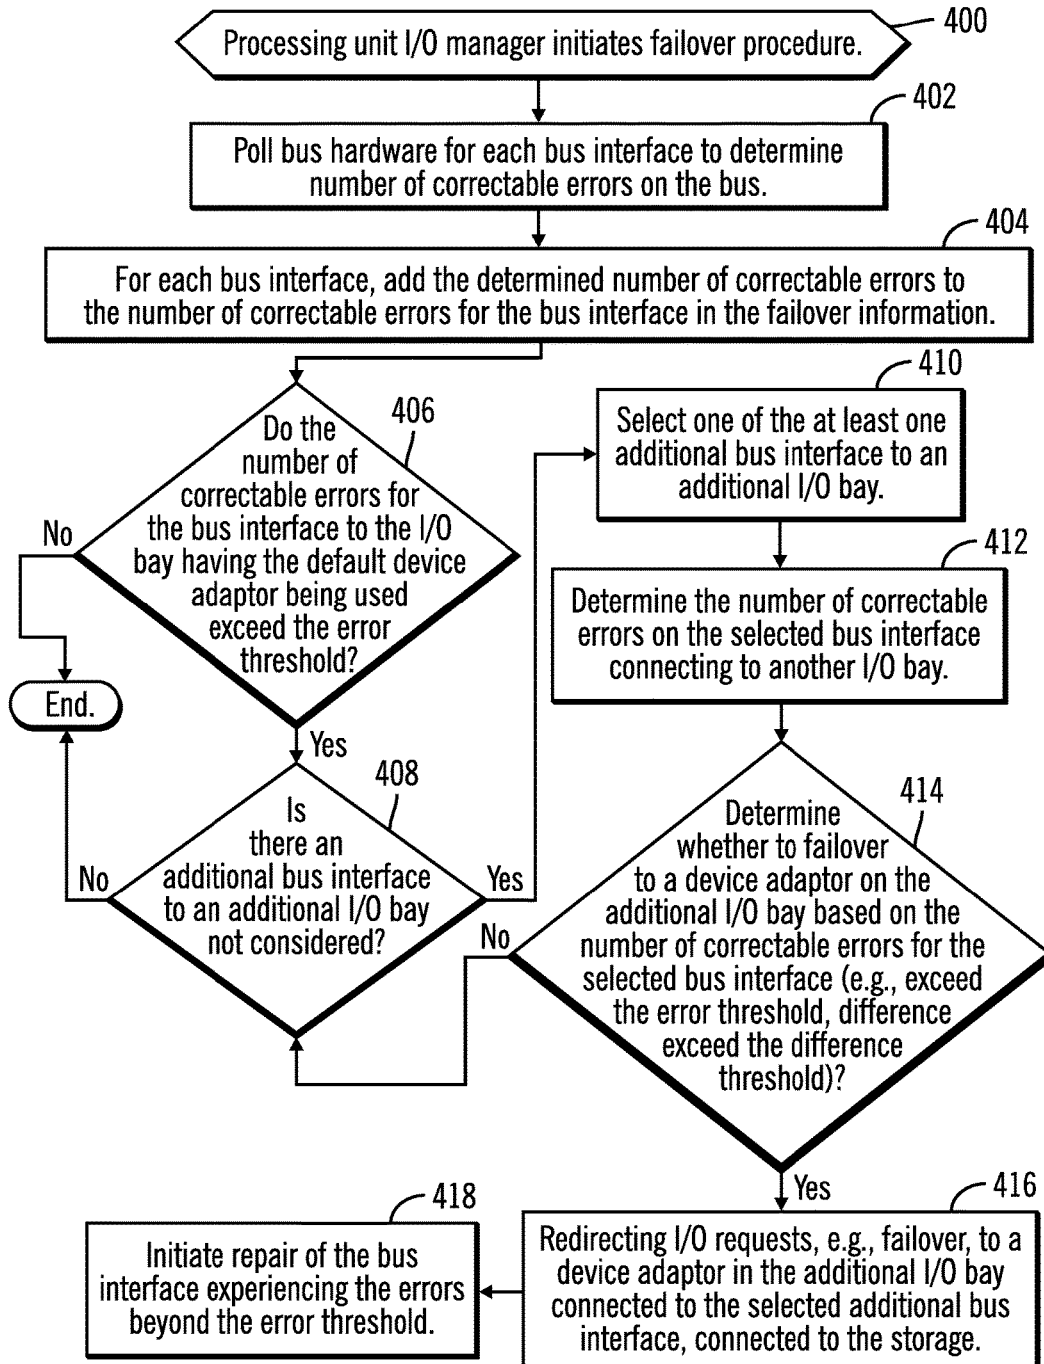 400
Processing unit I/O manager initiates failover procedure.
402
Poll bus hardware for each bus interface to determine
number of correctable errors on the bus.
404
For each bus interface, add the determined number of correctable errors to
the number of correctable errors for the bus interface in the failover information.
406
Do the
number of
correctable errors for
the bus interface to the I/O
bay having the default device
adaptor being used
exceed the error
threshold?
No
End.
Yes
408
Is
there an
additional bus interface
to an additional I/O bay
not considered?
No
Yes
410
Select one of the at least one
additional bus interface to an
additional I/O bay.
412
Determine the number of correctable
errors on the selected bus interface
connecting to another I/O bay.
414
Determine
whether to failover
to a device adaptor on the
additional I/O bay based on the
number of correctable errors for the
selected bus interface (e.g., exceed
the error threshold, difference
exceed the difference
threshold)?
No
Yes
416
Redirecting I/O requests, e.g., failover, to a
device adaptor in the additional I/O bay
connected to the selected additional bus
interface, connected to the storage.
418
Initiate repair of the bus
interface experiencing the errors
beyond the error threshold.